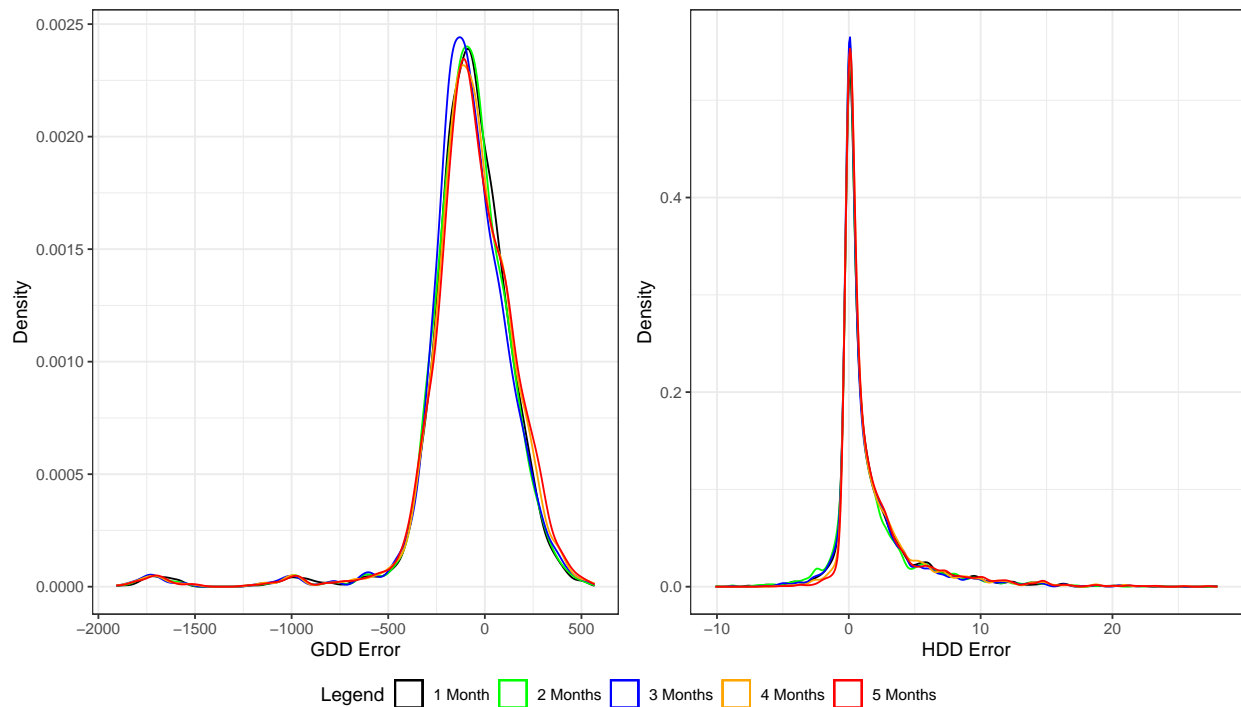 0.0025
0.0020
0.0015
0.0010
0.0005
0.0000
Density
−2000 −1500 −1000 −500 0 500
GDD Error
0.4
0.2
0.0
Density
−10 0 10 20
HDD Error
Legend 1 Month 2 Months 3 Months 4 Months 5 Months